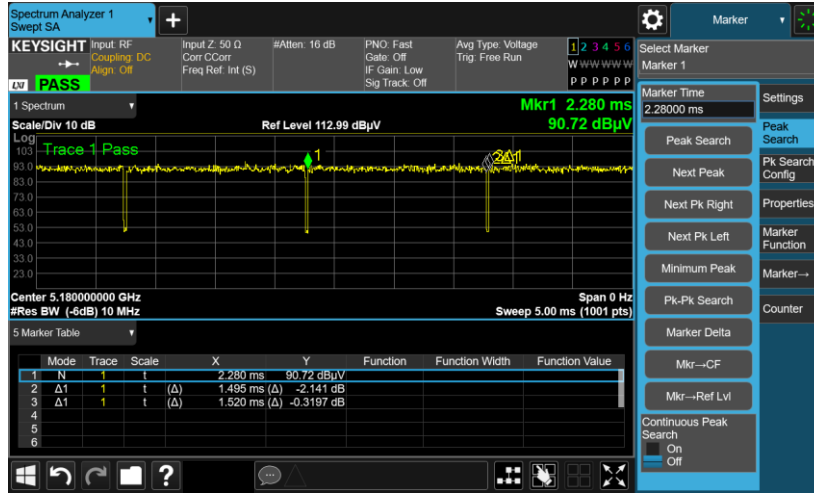 Spectrum Analyzer 1
Swept SA
Marker
KEYSIGHT
Input: RF
Coupling: DC
Align: Off
Input Z: 50 Ω
Corr CCorr
Freq Ref: Int (S)
#Atten: 16 dB
PNO: Fast
Gate: Off
IF Gain: Low
Sig Track: Off
Avg Type: Voltage
Trig: Free Run
1 2 3 4 5 6
W W W W W W
P P P P P P
LXI PASS
Select Marker
Marker 1
1 Spectrum
Scale/Div 10 dB
Ref Level 112.99 dBµV
Mkr1 2.280 ms
90.72 dBµV
Log
Trace 1 Pass
103
93.0
83.0
73.0
63.0
53.0
43.0
33.0
23.0
1
2Δ1
Center 5.180000000 GHz
#Res BW (-6dB) 10 MHz
Span 0 Hz
Sweep 5.00 ms (1001 pts)
5 Marker Table
Mode Trace Scale X Y Function Function Width Function Value
1 N 1 t 2.280 ms 90.72 dBµV
2 Δ1 1 t (Δ) 1.495 ms (Δ) -2.141 dB
3 Δ1 1 t (Δ) 1.520 ms (Δ) -0.3197 dB
4
5
6
Marker Time
2.28000 ms
Peak Search
Next Peak
Next Pk Right
Next Pk Left
Minimum Peak
Pk-Pk Search
Marker Delta
Mkr→CF
Mkr→Ref Lvl
Continuous Peak
Search
On
Off
Settings
Peak
Search
Pk Search
Config
Properties
Marker
Function
Marker→
Counter